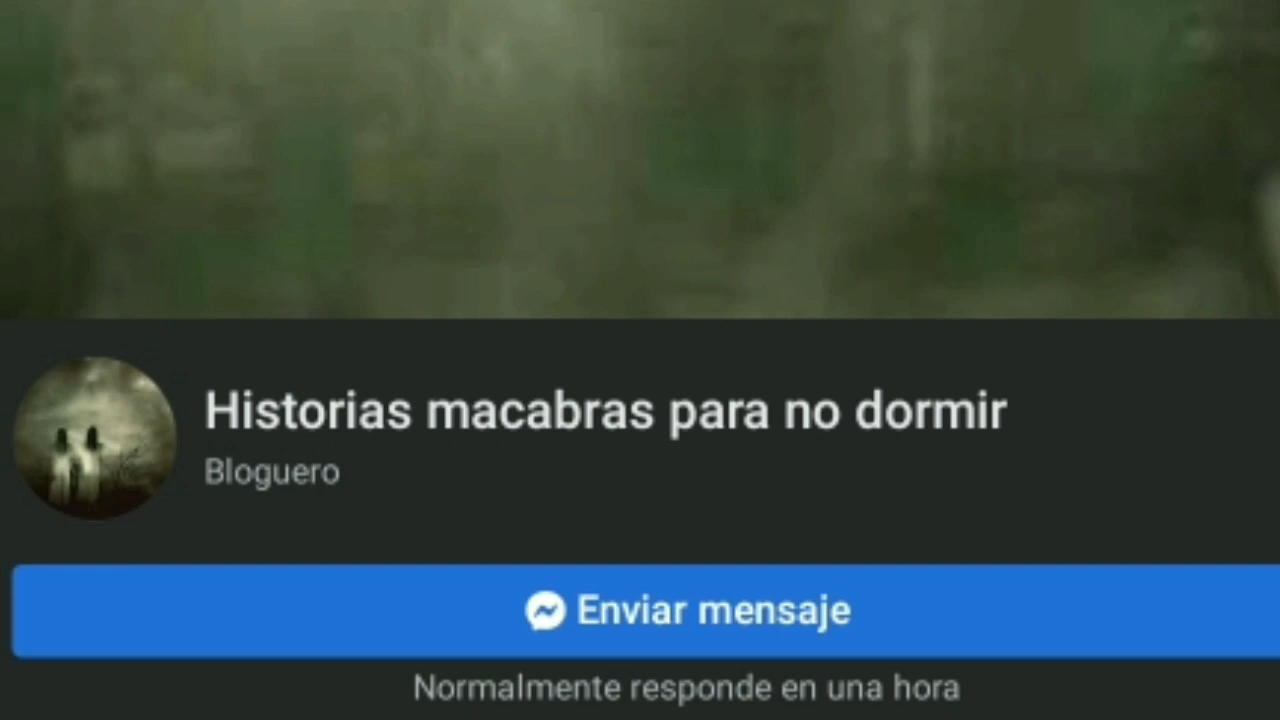 Historias macabras para no dormir
Bloguero
Enviar mensaje
Normalmente responde en una hora